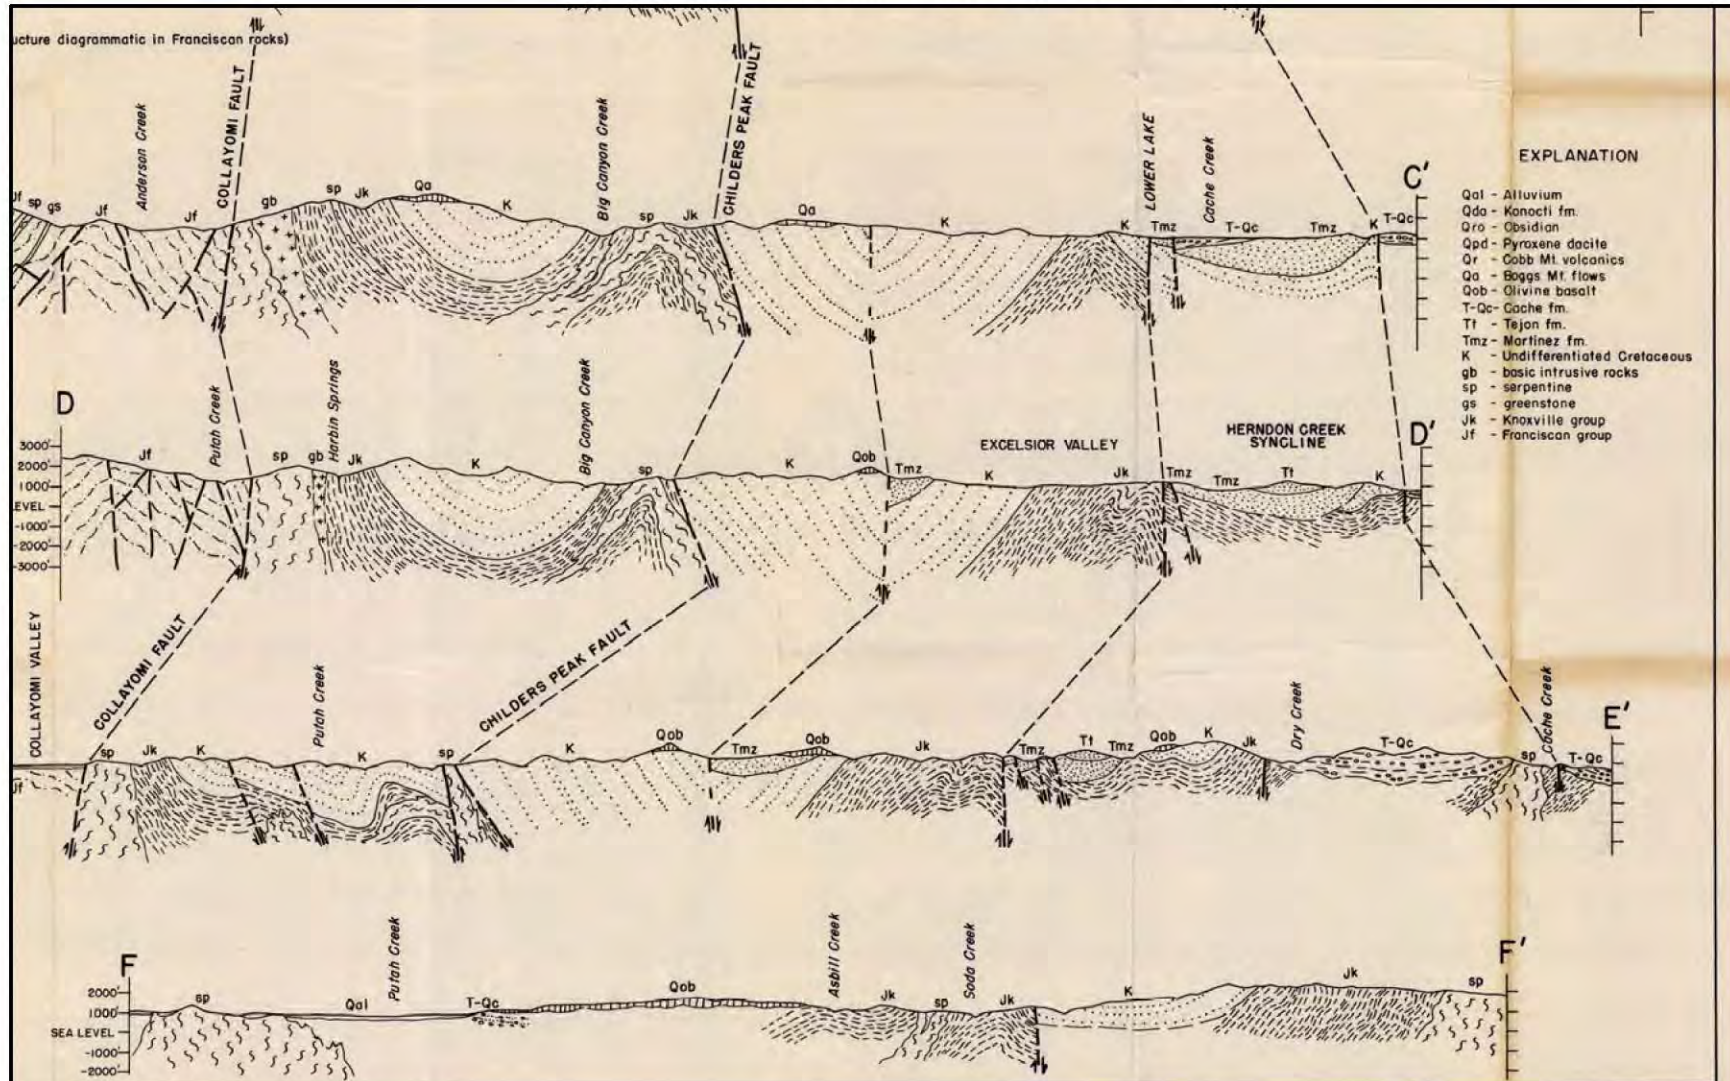 ucture diagrammatic in Franciscan rocks)
COLLAYOMI FAULT
CHILDERS PEAK FAULT
Anderson Creek
Big Canyon Creek
LOWER LAKE
Cache Creek
C'
Jf sp gs Jf Jf gb sp Jk Qa K sp Jk Qa K K Tmz T-Qc Tmz K T-Qc
EXPLANATION
Qal - Alluvium
Qda - Konocti fm.
Qro - Obsidian
Qpd - Pyroxene dacite
Qr - Cobb Mt. volcanics
Qa - Boggs Mt. flows
Qob - Olivine basalt
T-Qc - Cache fm.
Tt - Tejon fm.
Tmz - Martinez fm.
K - Undifferentiated Cretaceous
gb - basic intrusive rocks
sp - serpentine
gs - greenstone
Jk - Knoxville group
Jf - Franciscan group
D
Putah Creek
Harbin Springs
Big Canyon Creek
EXCELSIOR VALLEY
HERNDON CREEK
SYNCLINE
D'
Jf sp gb Jk K sp K Qob Tmz K Jk Tmz Tmz Tt K
3000'
2000'
1000'
LEVEL
-1000'
-2000'
-3000'
COLLAYOMI VALLEY
COLLAYOMI FAULT
Putah Creek
CHILDERS PEAK FAULT
Dry Creek
Cache Creek
E'
Jf sp Jk K K sp K Qob Tmz Qob Jk Tmz Tt Tmz Qob K Jk T-Qc sp T-Qc
F
Putah Creek
Asbill Creek
Soda Creek
F'
sp Qal T-Qc Qob Jk sp Jk K Jk sp
2000'
1000'
SEA LEVEL
-1000'
-2000'